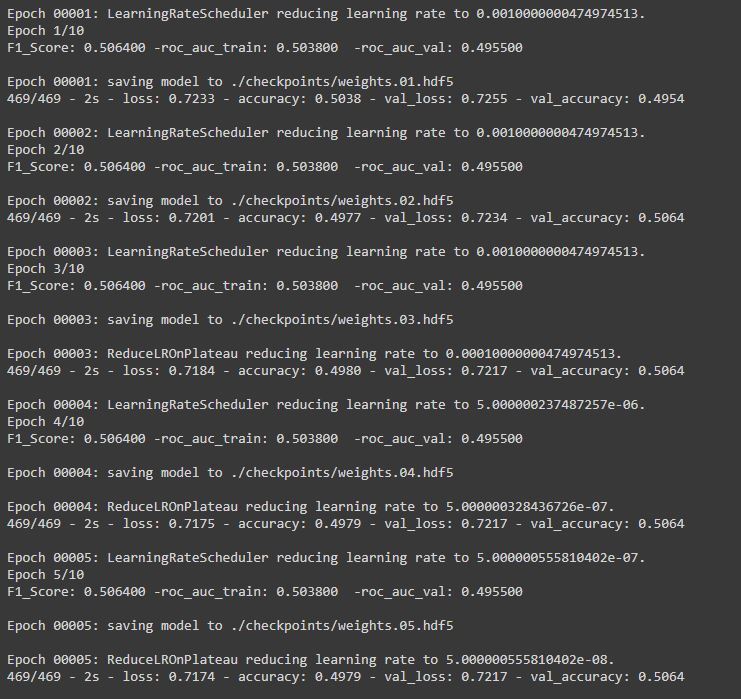 Epoch 00001: LearningRateScheduler reducing learning rate to 0.0010000000474974513.
Epoch 1/10
F1_Score: 0.506400 -roc_auc_train: 0.503800  -roc_auc_val: 0.495500
Epoch 00001: saving model to ./checkpoints/weights.01.hdf5
469/469 - 2s - loss: 0.7233 - accuracy: 0.5038 - val_loss: 0.7255 - val_accuracy: 0.4954
Epoch 00002: LearningRateScheduler reducing learning rate to 0.0010000000474974513.
Epoch 2/10
F1_Score: 0.506400 -roc_auc_train: 0.503800  -roc_auc_val: 0.495500
Epoch 00002: saving model to ./checkpoints/weights.02.hdf5
469/469 - 2s - loss: 0.7201 - accuracy: 0.4977 - val_loss: 0.7234 - val_accuracy: 0.5064
Epoch 00003: LearningRateScheduler reducing learning rate to 0.0010000000474974513.
Epoch 3/10
F1_Score: 0.506400 -roc_auc_train: 0.503800  -roc_auc_val: 0.495500
Epoch 00003: saving model to ./checkpoints/weights.03.hdf5
Epoch 00003: ReduceLROnPlateau reducing learning rate to 0.00010000000474974513.
469/469 - 2s - loss: 0.7184 - accuracy: 0.4980 - val_loss: 0.7217 - val_accuracy: 0.5064
Epoch 00004: LearningRateScheduler reducing learning rate to 5.000000237487257e-06.
Epoch 4/10
F1_Score: 0.506400 -roc_auc_train: 0.503800  -roc_auc_val: 0.495500
Epoch 00004: saving model to ./checkpoints/weights.04.hdf5
Epoch 00004: ReduceLROnPlateau reducing learning rate to 5.000000328436726e-07.
469/469 - 2s - loss: 0.7175 - accuracy: 0.4979 - val_loss: 0.7217 - val_accuracy: 0.5064
Epoch 00005: LearningRateScheduler reducing learning rate to 5.000000555810402e-07.
Epoch 5/10
F1_Score: 0.506400 -roc_auc_train: 0.503800  -roc_auc_val: 0.495500
Epoch 00005: saving model to ./checkpoints/weights.05.hdf5
Epoch 00005: ReduceLROnPlateau reducing learning rate to 5.000000555810402e-08.
469/469 - 2s - loss: 0.7174 - accuracy: 0.4979 - val_loss: 0.7217 - val_accuracy: 0.5064